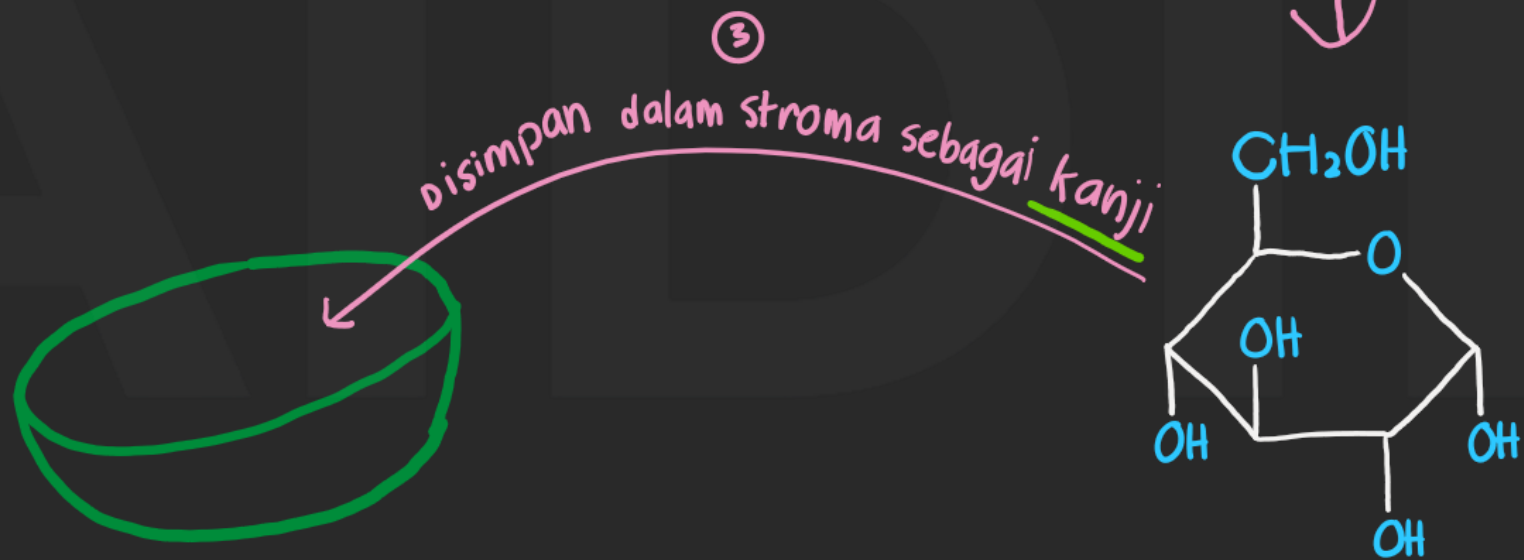 3
Disimpan dalam stroma sebagai kanji
CH₂OH
O
OH
OH
OH
OH